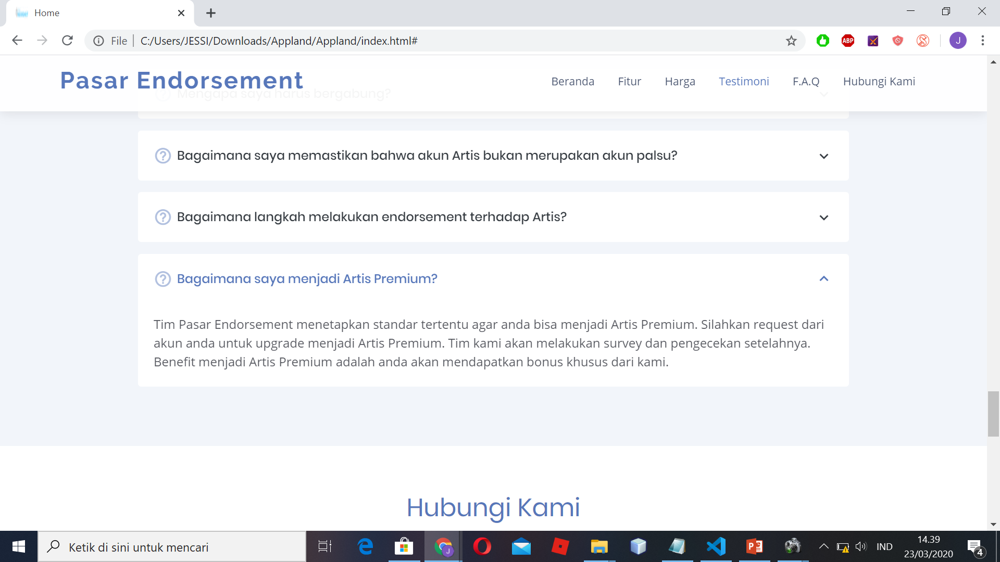 Home
File
C:/Users/JESSI/Downloads/Appland/Appland/index.html#
ABP
J
Pasar Endorsement
Beranda
Fitur
Harga
Testimoni
F.A.Q
Hubungi Kami
Mengapa saya harus bergabung?
Bagaimana saya memastikan bahwa akun Artis bukan merupakan akun palsu?
Bagaimana langkah melakukan endorsement terhadap Artis?
Bagaimana saya menjadi Artis Premium?
Tim Pasar Endorsement menetapkan standar tertentu agar anda bisa menjadi Artis Premium. Silahkan request dari
akun anda untuk upgrade menjadi Artis Premium. Tim kami akan melakukan survey dan pengecekan setelahnya.
Benefit menjadi Artis Premium adalah anda akan mendapatkan bonus khusus dari kami.
Hubungi Kami
Ketik di sini untuk mencari
J
IND
14.39
23/03/2020
4